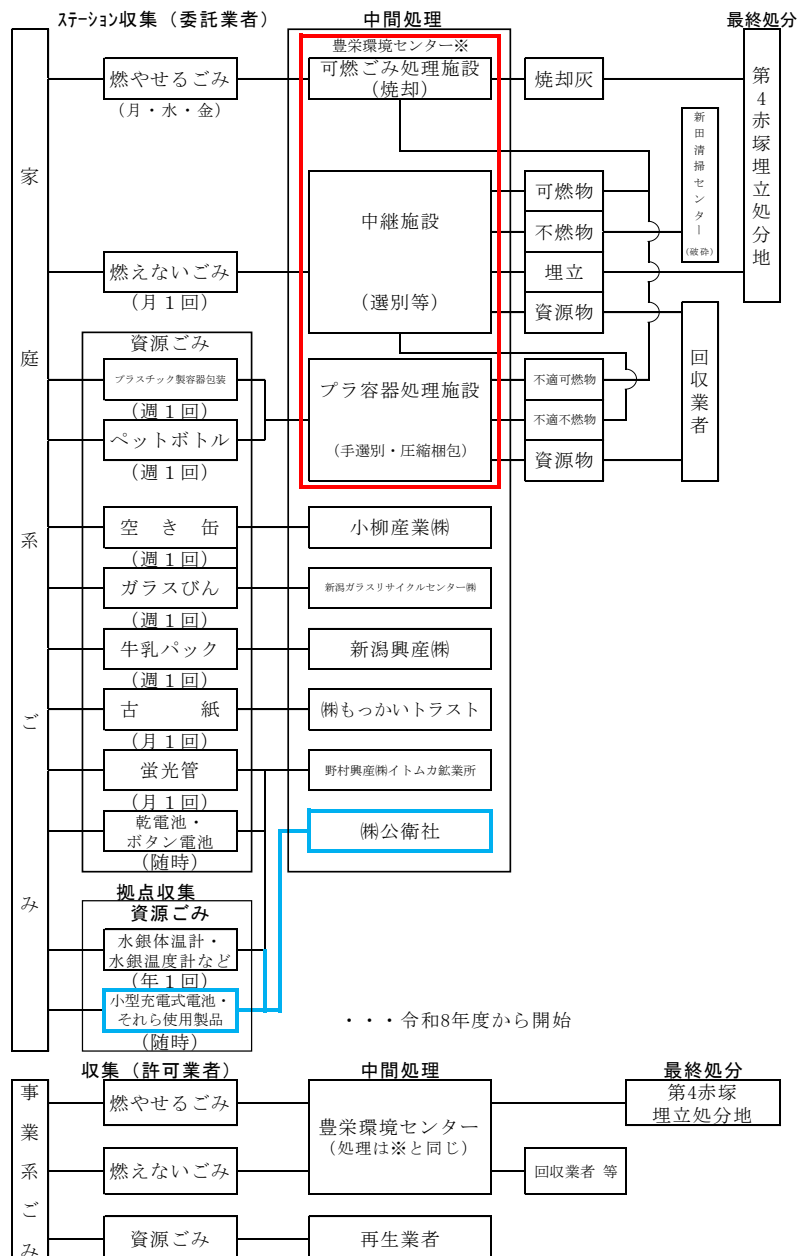 ｽﾃｰｼｮﾝ収集（委託業者）
中間処理
最終処分
豊栄環境センター※
燃やせるごみ
（月・水・金）
可燃ごみ処理施設
（焼却）
焼却灰
第4赤塚埋立処分地
新田清掃センター
（破砕）
家庭系ごみ
中継施設
（選別等）
可燃物
不燃物
埋立
資源物
燃えないごみ
（月１回）
回収業者
資源ごみ
プラスチック製容器包装
（週１回）
ペットボトル
（週１回）
プラ容器処理施設
（手選別・圧縮梱包）
不適可燃物
不適不燃物
資源物
空き缶
（週１回）
小柳産業㈱
ガラスびん
（週１回）
新潟ガラスリサイクルセンター㈱
牛乳パック
（週１回）
新潟興産㈱
古紙
（月１回）
㈱もっかいトラスト
蛍光管
（月１回）
野村興産㈱イトムカ鉱業所
乾電池・
ボタン電池
（随時）
㈱公衛社
拠点収集
資源ごみ
水銀体温計・
水銀温度計など
（年１回）
小型充電式電池・
それら使用製品
（随時）
・・・令和8年度から開始
収集（許可業者）
中間処理
最終処分
事業系ごみ
燃やせるごみ
豊栄環境センター
（処理は※と同じ）
第4赤塚
埋立処分地
燃えないごみ
回収業者 等
資源ごみ
再生業者